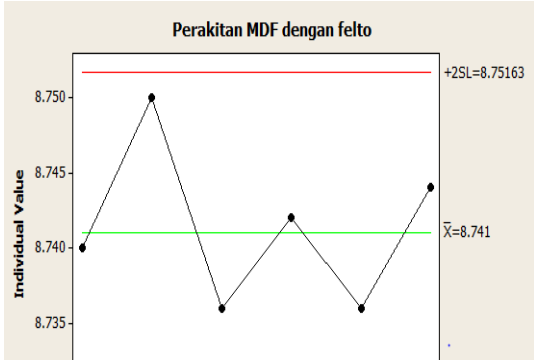 Perakitan MDF dengan felto
+2SL=8.75163
8.750
8.745
Individual Value
X̿=8.741
8.740
8.735